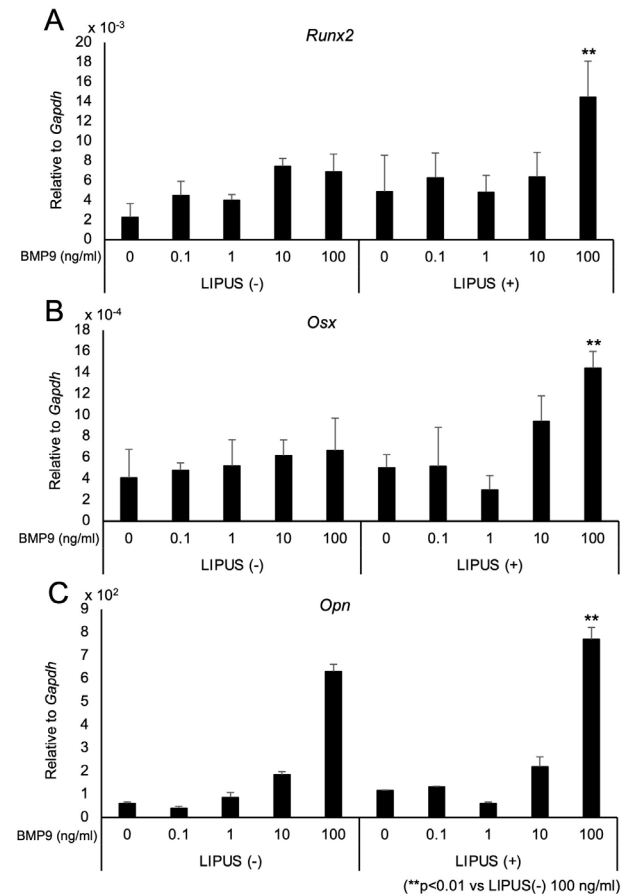 A
x 10-3
Runx2
20
18
16
14
12
10
8
6
4
2
0
Relative to Gapdh
**
BMP9 (ng/ml) 0 0.1 1 10 100 0 0.1 1 10 100
LIPUS (-) LIPUS (+)
B
x 10-4
Osx
18
16
14
12
10
8
6
4
2
0
Relative to Gapdh
**
BMP9 (ng/ml) 0 0.1 1 10 100 0 0.1 1 10 100
LIPUS (-) LIPUS (+)
C
x 102
Opn
9
8
7
6
5
4
3
2
1
0
Relative to Gapdh
**
BMP9 (ng/ml) 0 0.1 1 10 100 0 0.1 1 10 100
LIPUS (-) LIPUS (+)
(**p<0.01 vs LIPUS(-) 100 ng/ml)